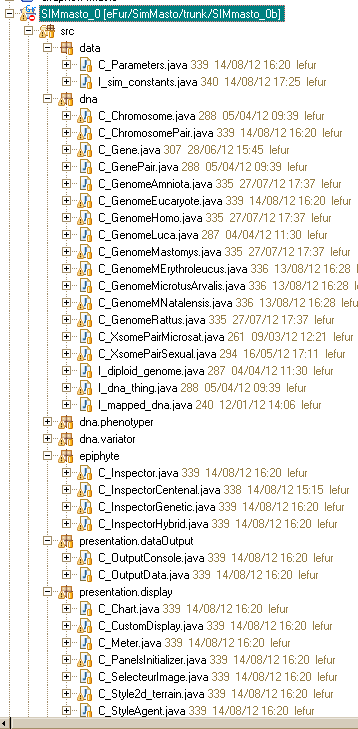 SIMmasto_0 [eFur/SimMasto/trunk/SIMmasto_0b]
src
data
C_Parameters.java 339 14/08/12 16:20 lefur
I_sim_constants.java 340 14/08/12 17:25 lefur
dna
C_Chromosome.java 288 05/04/12 09:39 lefur
C_ChromosomePair.java 339 14/08/12 16:20 lefur
C_Gene.java 307 28/06/12 15:45 lefur
C_GenePair.java 288 05/04/12 09:39 lefur
C_GenomeAmniota.java 335 27/07/12 17:37 lefur
C_GenomeEucaryote.java 339 14/08/12 16:20 lefur
C_GenomeHomo.java 335 27/07/12 17:37 lefur
C_GenomeLuca.java 287 04/04/12 11:30 lefur
C_GenomeMastomys.java 335 27/07/12 17:37 lefur
C_GenomeMErythroleucus.java 336 13/08/12 16:28
C_GenomeMicrotusArvalis.java 336 13/08/12 16:28
C_GenomeMNatalensis.java 336 13/08/12 16:28 lefur
C_GenomeRattus.java 335 27/07/12 17:37 lefur
C_XsomePairMicrosat.java 261 09/03/12 12:21 lefur
C_XsomePairSexual.java 294 16/05/12 17:11 lefur
I_diploid_genome.java 287 04/04/12 11:30 lefur
I_dna_thing.java 288 05/04/12 09:39 lefur
I_mapped_dna.java 240 12/01/12 14:06 lefur
dna.phenotyper
dna.variator
epiphyte
C_Inspector.java 339 14/08/12 16:20 lefur
C_InspectorCentenal.java 338 14/08/12 15:15 lefur
C_InspectorGenetic.java 339 14/08/12 16:20 lefur
C_InspectorHybrid.java 339 14/08/12 16:20 lefur
presentation.dataOutput
C_OutputConsole.java 339 14/08/12 16:20 lefur
C_OutputData.java 339 14/08/12 16:20 lefur
presentation.display
C_Chart.java 339 14/08/12 16:20 lefur
C_CustomDisplay.java 339 14/08/12 16:20 lefur
C_Meter.java 339 14/08/12 16:20 lefur
C_PanelsInitializer.java 339 14/08/12 16:20 lefur
C_SelecteurImage.java 339 14/08/12 16:20 lefur
C_Style2d_terrain.java 339 14/08/12 16:20 lefur
C_StyleAgent.java 339 14/08/12 16:20 lefur